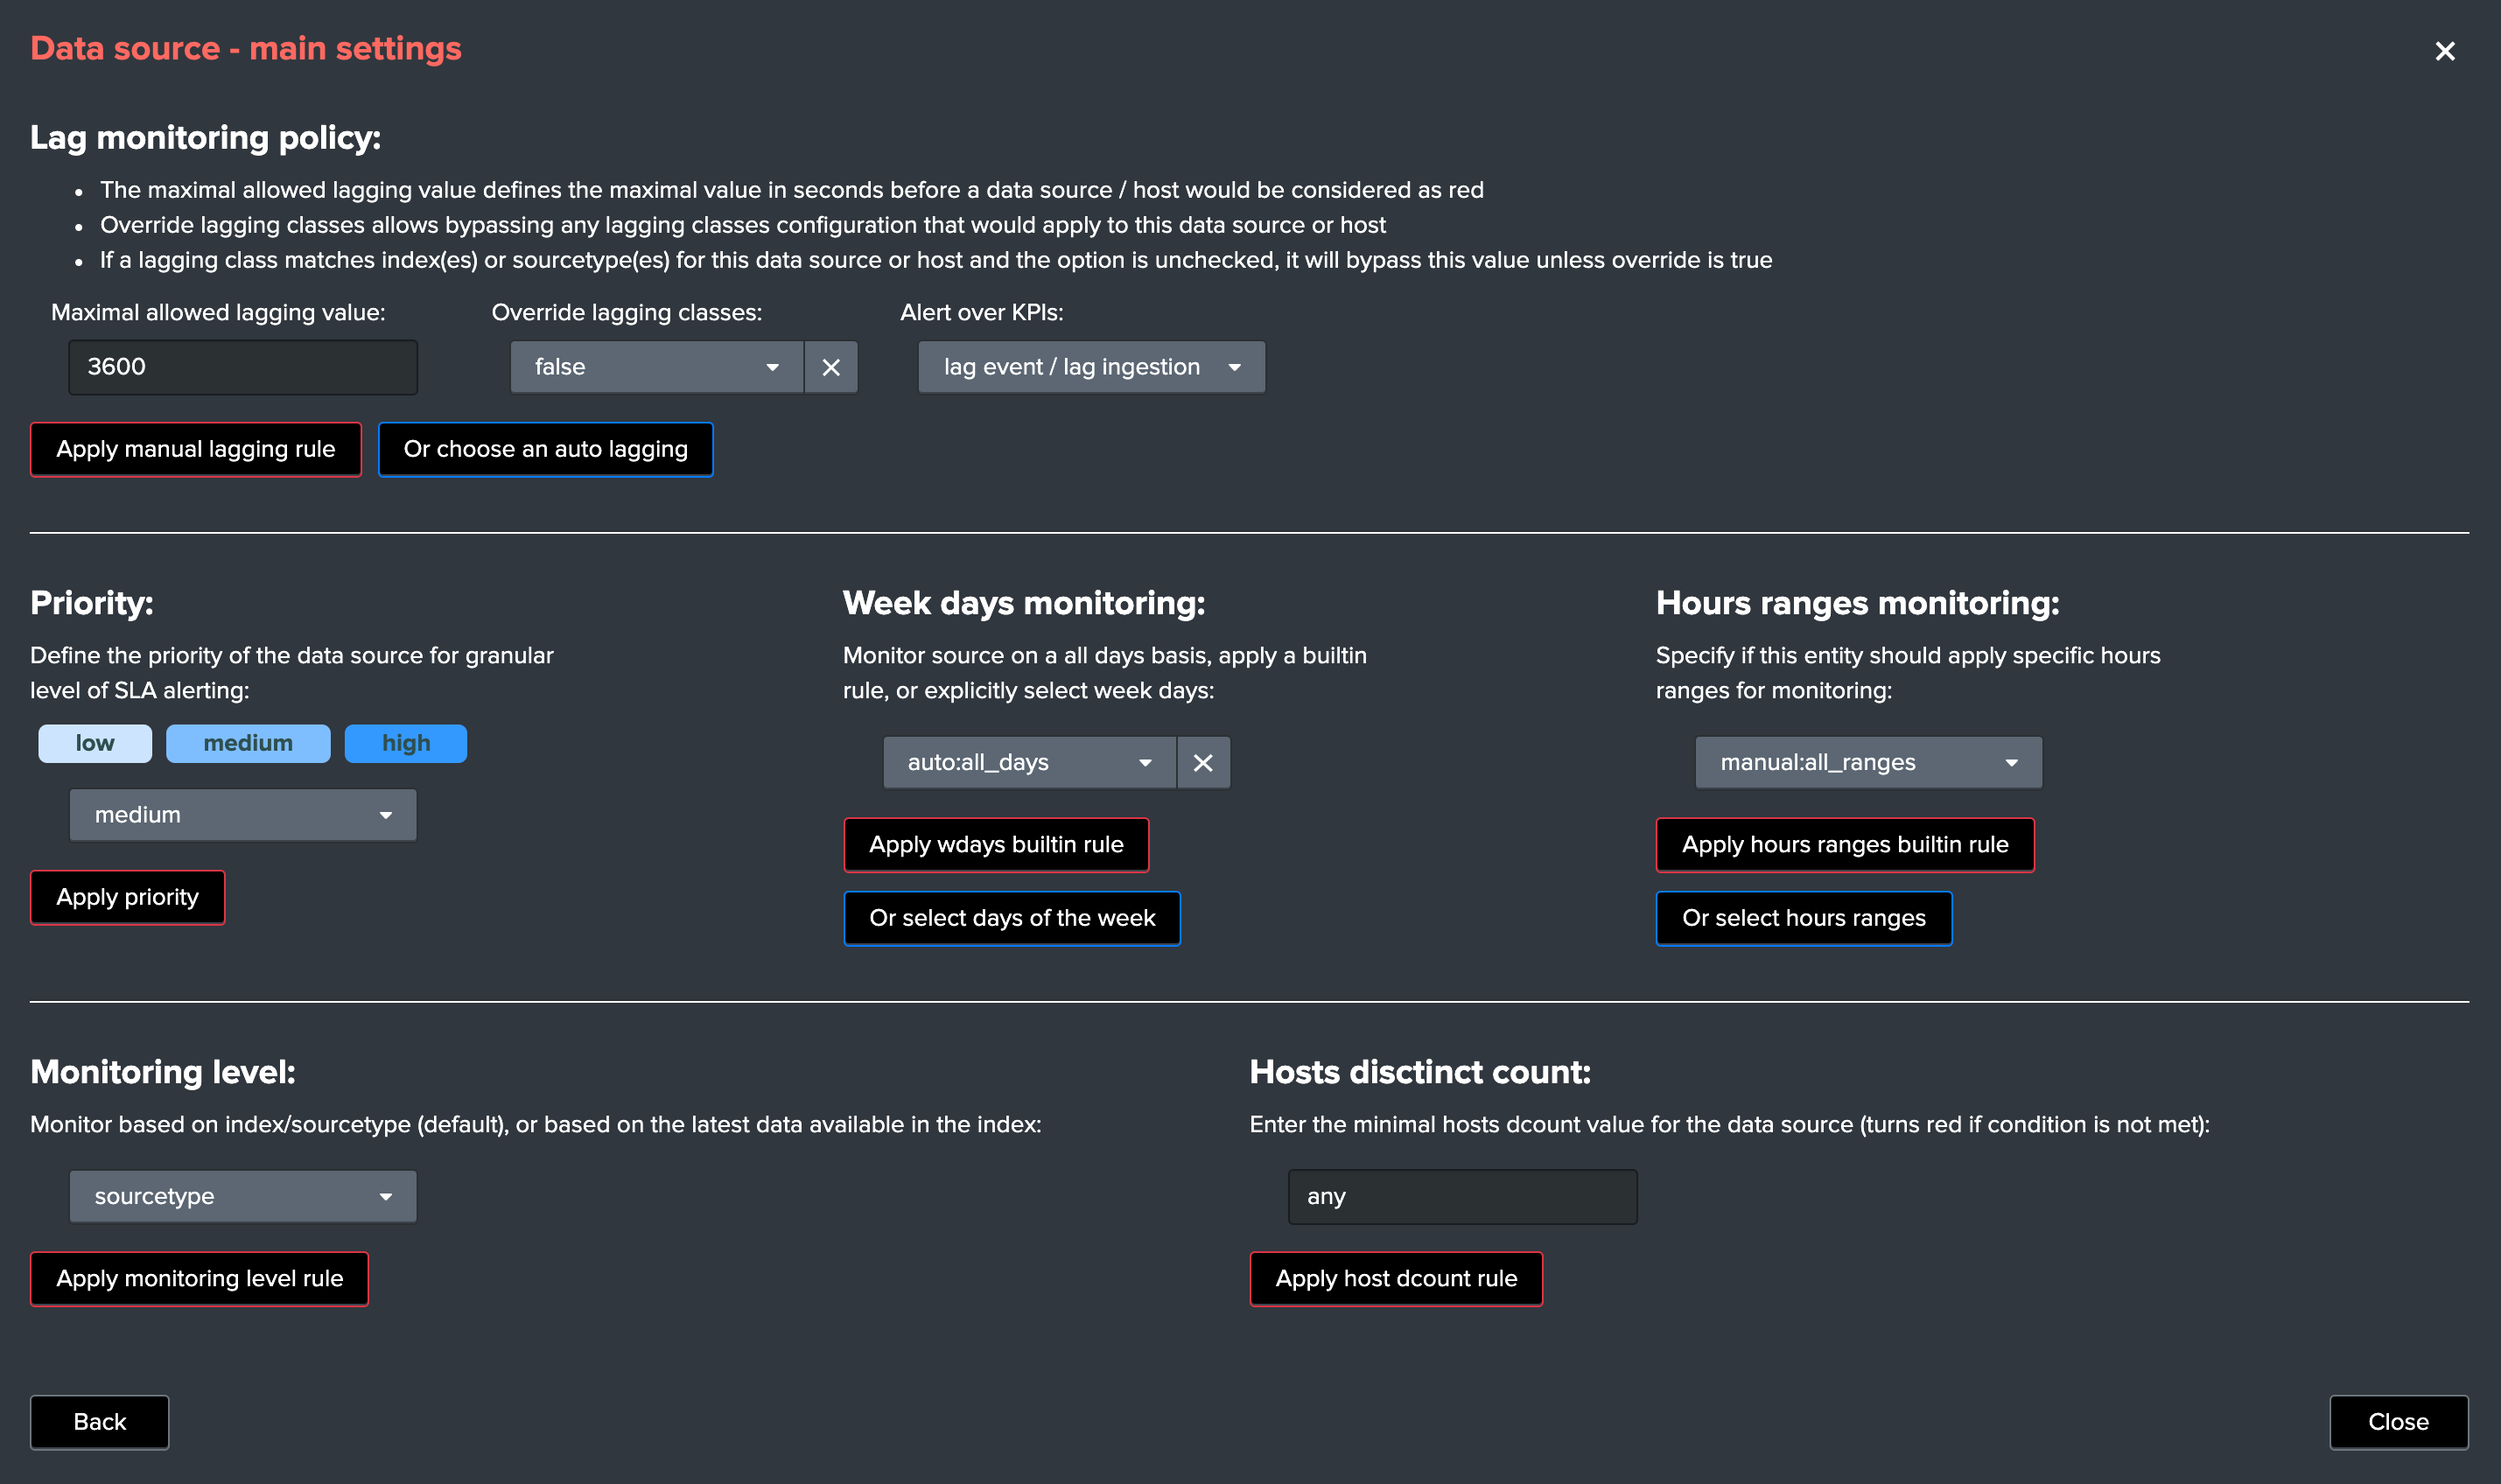 Data source - main settings
Lag monitoring policy:
The maximal allowed lagging value defines the maximal value in seconds before a data source / host would be considered as red
Override lagging classes allows bypassing any lagging classes configuration that would apply to this data source or host
If a lagging class matches index(es) or sourcetype(es) for this data source or host and the option is unchecked, it will bypass this value unless override is true
Maximal allowed lagging value: Override lagging classes: Alert over KPIs:
3600 false lag event / lag ingestion
Apply manual lagging rule Or choose an auto lagging
Priority:
Define the priority of the data source for granular
level of SLA alerting:
low medium high
medium
Apply priority
Week days monitoring:
Monitor source on a all days basis, apply a builtin
rule, or explicitly select week days:
auto:all_days
Apply wdays builtin rule
Or select days of the week
Hours ranges monitoring:
Specify if this entity should apply specific hours
ranges for monitoring:
manual:all_ranges
Apply hours ranges builtin rule
Or select hours ranges
Monitoring level:
Monitor based on index/sourcetype (default), or based on the latest data available in the index:
sourcetype
Apply monitoring level rule
Hosts disctinct count:
Enter the minimal hosts dcount value for the data source (turns red if condition is not met):
any
Apply host dcount rule
Back Close